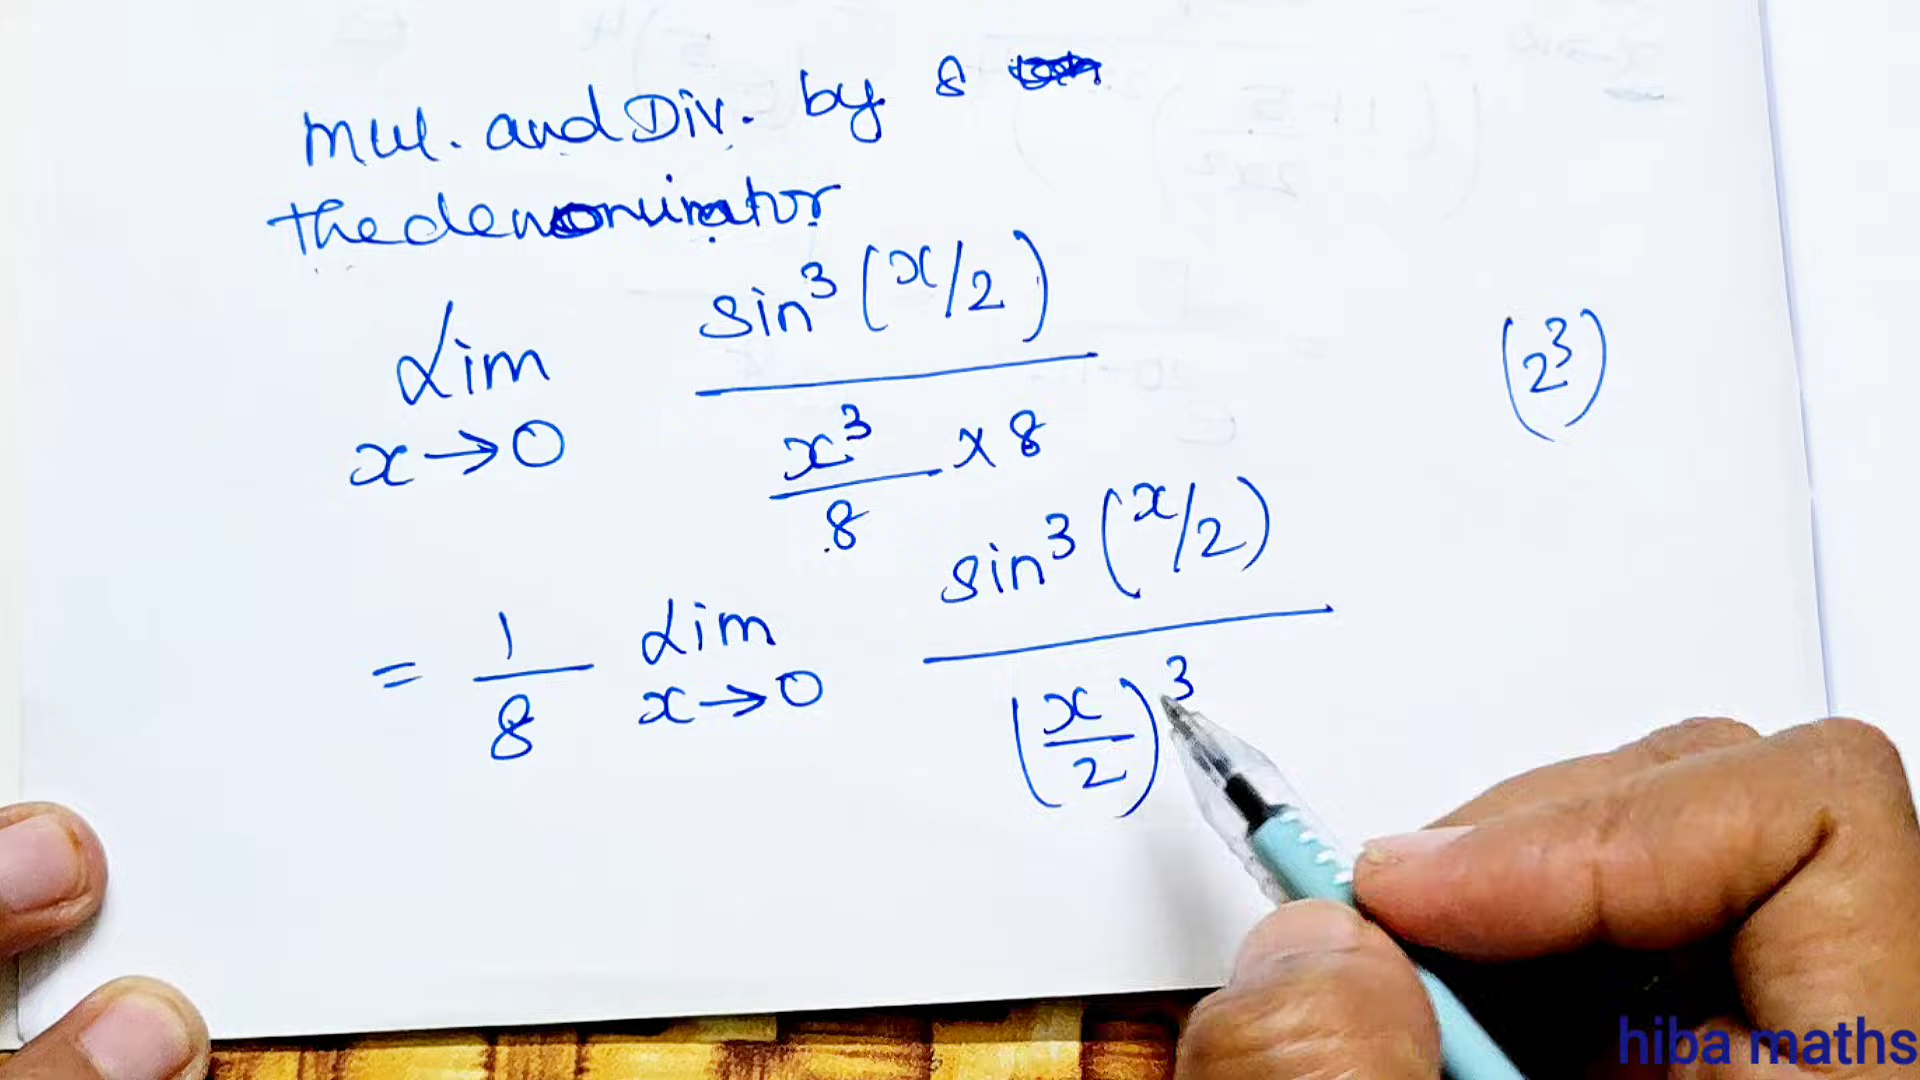 Mul. and Div. by 8
the denominator
Lim sin³(x/2)
x→0 x³/8 × 8
(2³)
= 1/8 Lim sin³(x/2)
x→0 (x/2)³
hiba maths